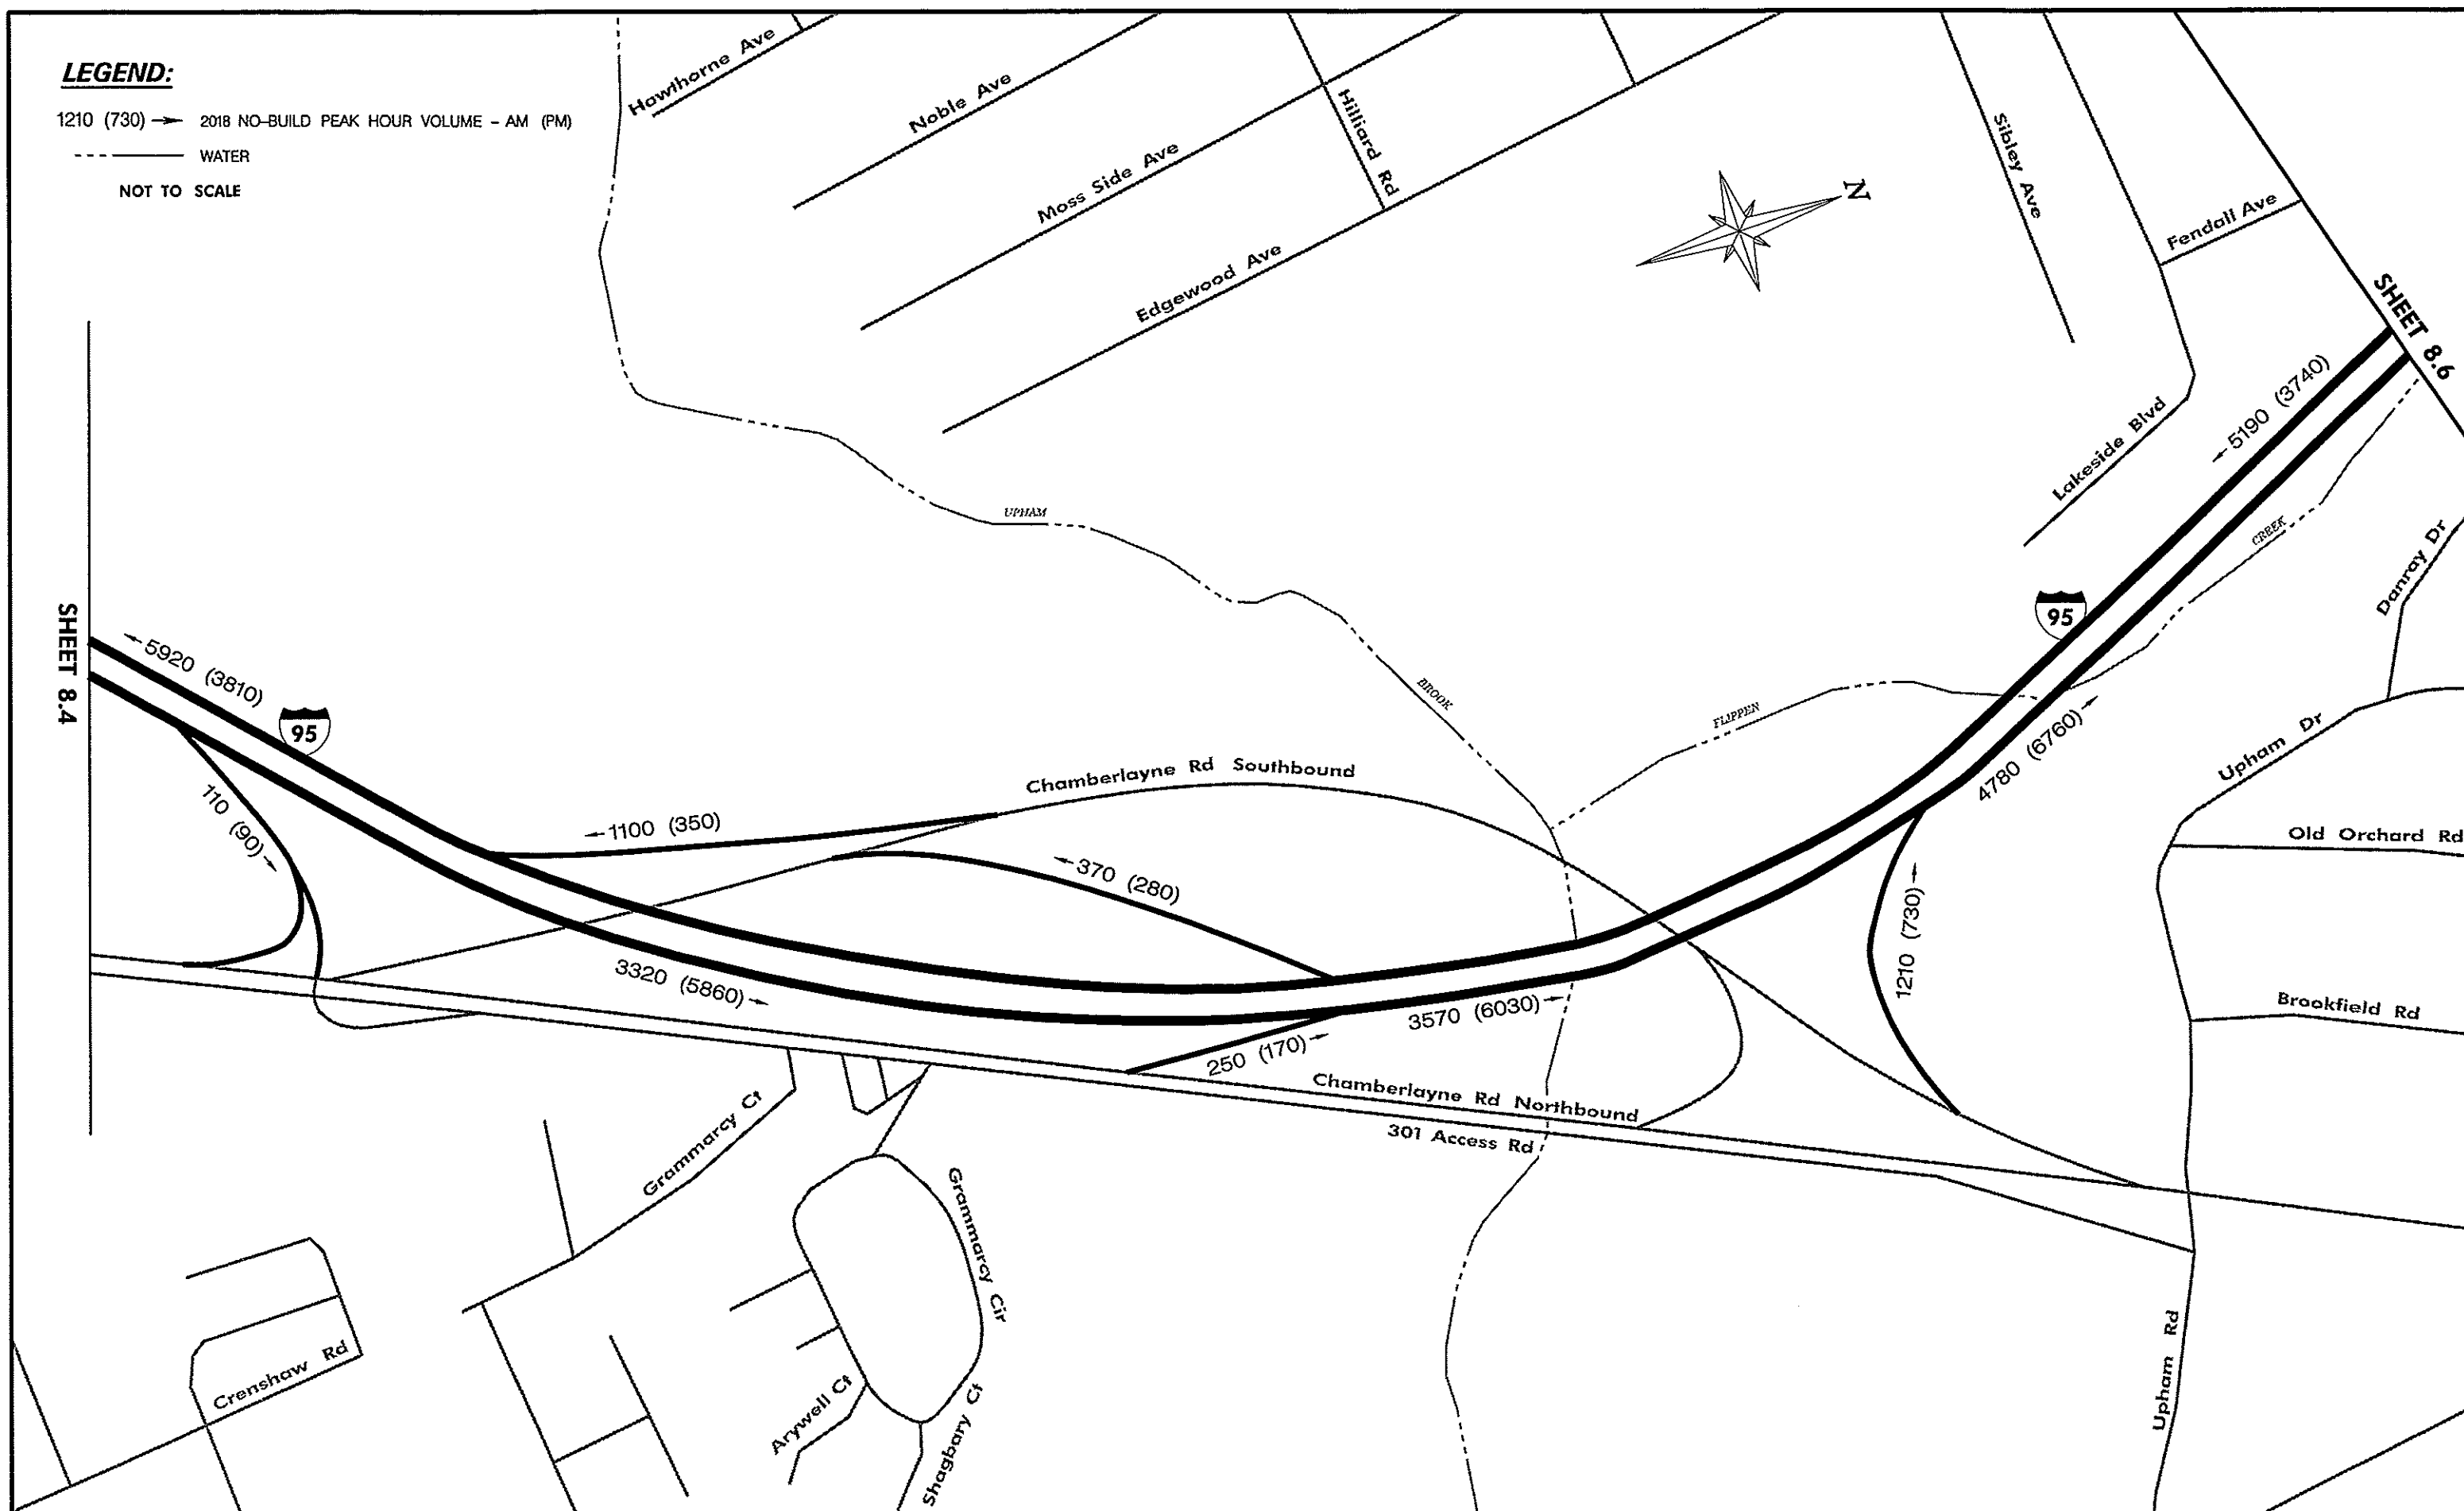 LEGEND:
1210 (730)
2018 NO-BUILD PEAK HOUR VOLUME - AM (PM)
WATER
NOT TO SCALE
Hawthorne Ave
Noble Ave
Moss Side Ave
Hilliard Rd
Edgewood Ave
N
Sibley Ave
Fendall Ave
SHEET 8.6
5190 (3740)
Lakeside Blvd
CREEK
Danray Dr
UPHAM
BROOK
FLIPPEN
95
4780 (6760)
Upham Dr
Old Orchard Rd
SHEET 8.4
5920 (3810)
95
110 (90)
Chamberlayne Rd Southbound
1100 (350)
370 (280)
3320 (5860)
3570 (6030)
250 (170)
1210 (730)
Brookfield Rd
Chamberlayne Rd Northbound
301 Access Rd
Grammarcy Ct
Grammarcy Cir
Crenshaw Rd
Arywell Ct
Shagbary Ct
Upham Rd